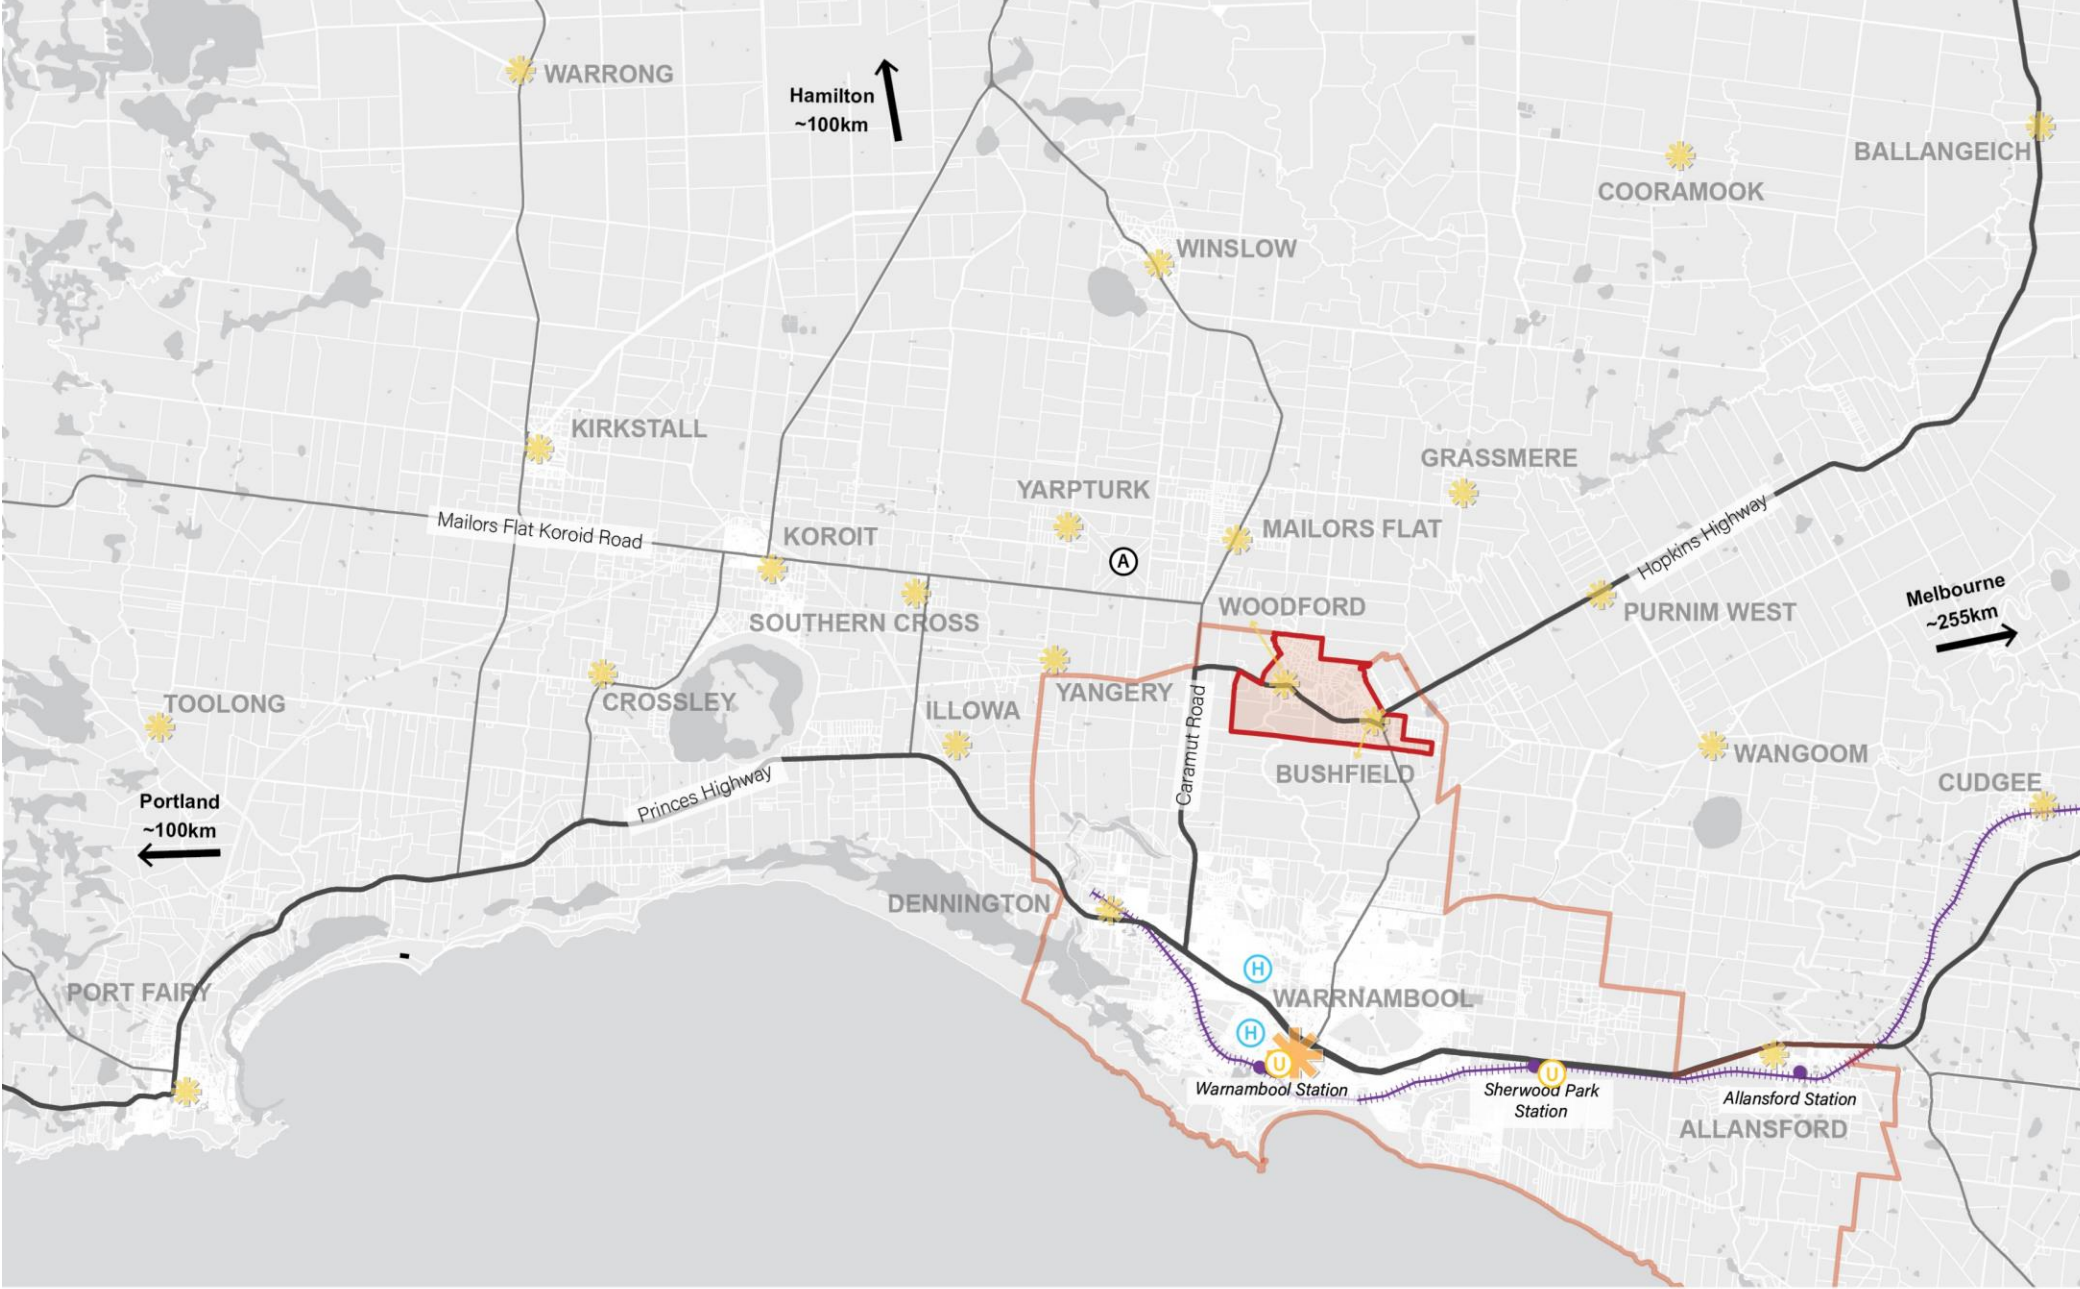 WARRONG
Hamilton
~100km
BALLANGEICH
COORAMOOK
WINSLOW
KIRKSTALL
GRASSMERE
YARPTURK
Mailors Flat Koroid Road
KOROIT
MAILORS FLAT
A
Hopkins Highway
WOODFORD
SOUTHERN CROSS
PURNIM WEST
Melbourne
~255km
YANGERY
CROSSLEY
TOOLONG
ILLOWA
Caramut Road
BUSHFIELD
WANGOOM
CUDGEE
Princes Highway
Portland
~100km
DENNINGTON
H
PORT FAIRY
WARRNAMBOOL
H
U
U
Warnambool Station
Sherwood Park
Station
Allansford Station
ALLANSFORD